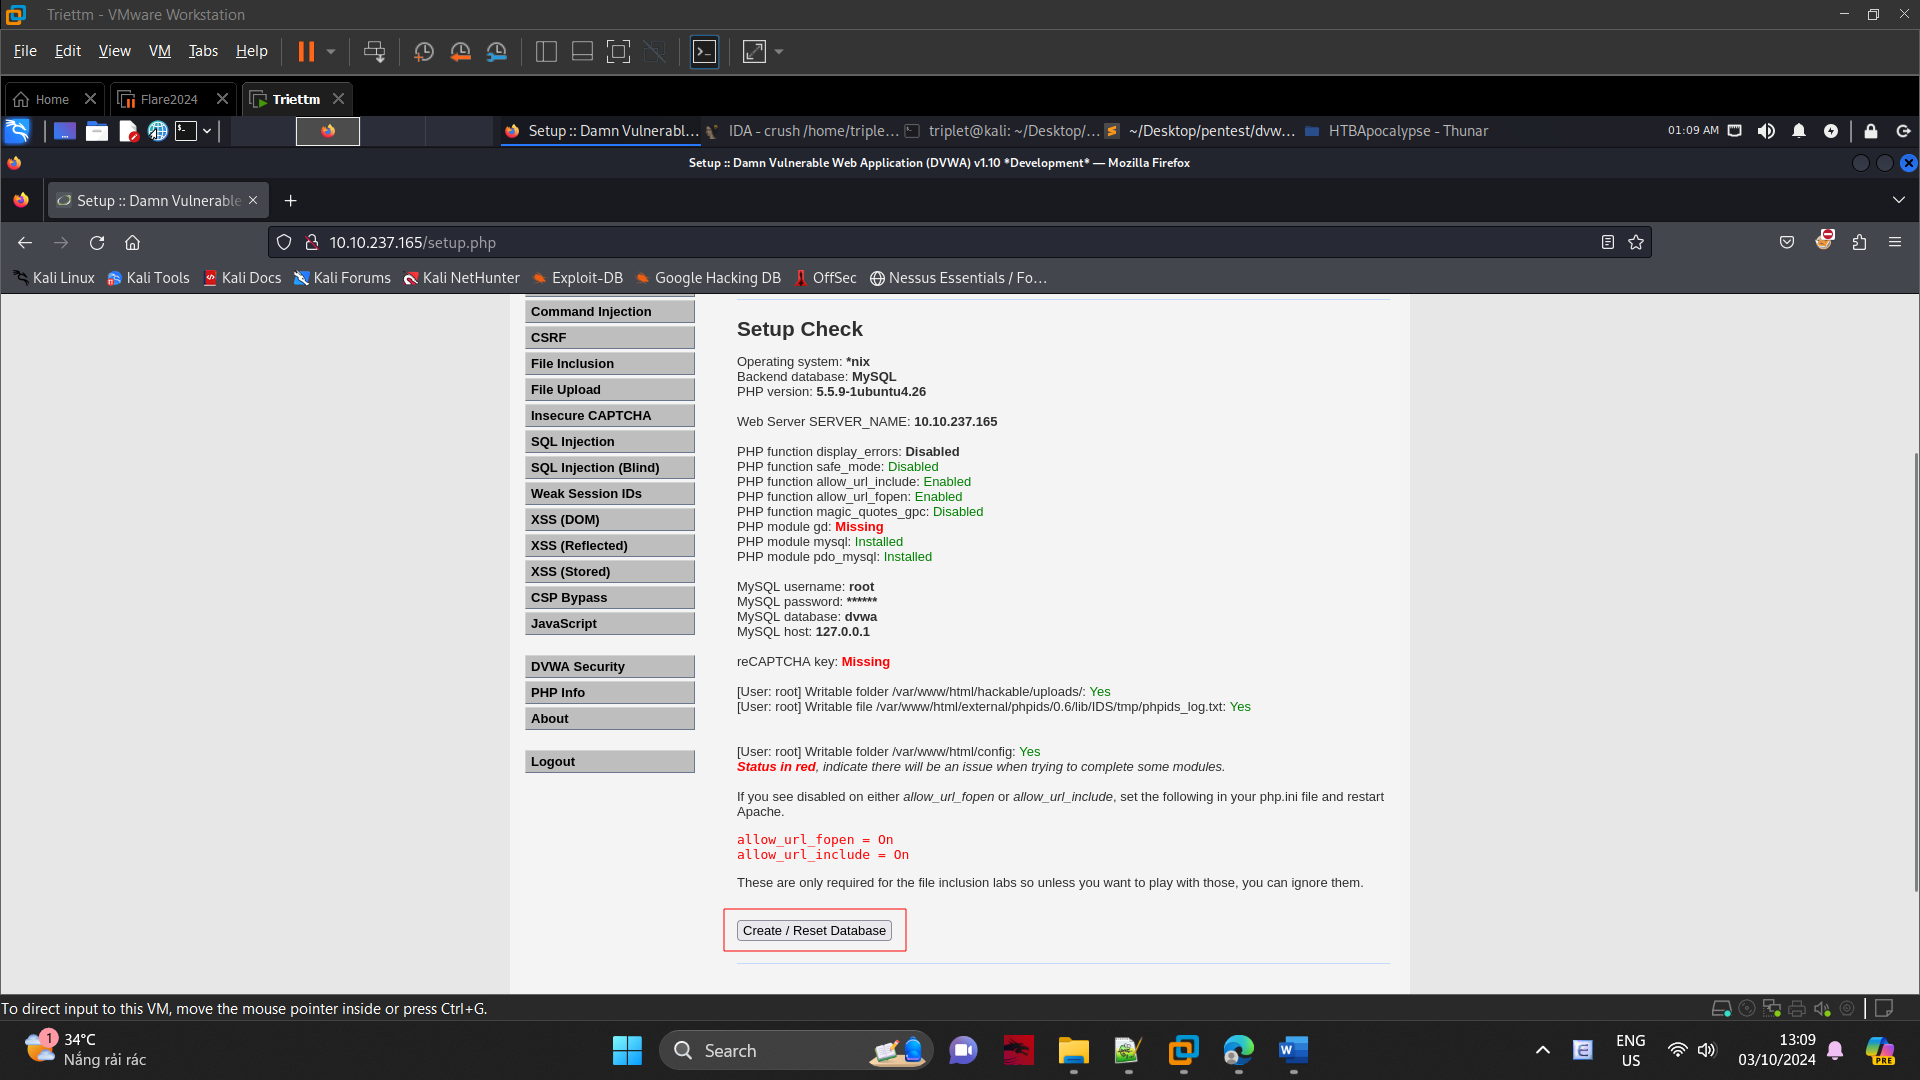 Triettm - VMware Workstation
File Edit View VM Tabs Help
Home Flare2024 Triettm
Setup :: Damn Vulnerabl... IDA - crush /home/triple... triplet@kali: ~/Desktop/... ~/Desktop/pentest/dvw... HTBApocalypse - Thunar 01:09 AM
Setup :: Damn Vulnerable Web Application (DVWA) v1.10 *Development* — Mozilla Firefox
Setup :: Damn Vulnerable
10.10.237.165/setup.php
Kali Linux Kali Tools Kali Docs Kali Forums Kali NetHunter Exploit-DB Google Hacking DB OffSec Nessus Essentials / Fo...
Command Injection
CSRF
File Inclusion
File Upload
Insecure CAPTCHA
SQL Injection
SQL Injection (Blind)
Weak Session IDs
XSS (DOM)
XSS (Reflected)
XSS (Stored)
CSP Bypass
JavaScript
DVWA Security
PHP Info
About
Logout
Setup Check
Operating system: *nix
Backend database: MySQL
PHP version: 5.5.9-1ubuntu4.26
Web Server SERVER_NAME: 10.10.237.165
PHP function display_errors: Disabled
PHP function safe_mode: Disabled
PHP function allow_url_include: Enabled
PHP function allow_url_fopen: Enabled
PHP function magic_quotes_gpc: Disabled
PHP module gd: Missing
PHP module mysql: Installed
PHP module pdo_mysql: Installed
MySQL username: root
MySQL password: ******
MySQL database: dvwa
MySQL host: 127.0.0.1
reCAPTCHA key: Missing
[User: root] Writable folder /var/www/html/hackable/uploads/: Yes
[User: root] Writable file /var/www/html/external/phpids/0.6/lib/IDS/tmp/phpids_log.txt: Yes
[User: root] Writable folder /var/www/html/config: Yes
Status in red, indicate there will be an issue when trying to complete some modules.
If you see disabled on either allow_url_fopen or allow_url_include, set the following in your php.ini file and restart
Apache.
allow_url_fopen = On
allow_url_include = On
These are only required for the file inclusion labs so unless you want to play with those, you can ignore them.
Create / Reset Database
To direct input to this VM, move the mouse pointer inside or press Ctrl+G.
1
34°C
Nắng rải rác
Search
ENG
US
13:09
03/10/2024
PRE